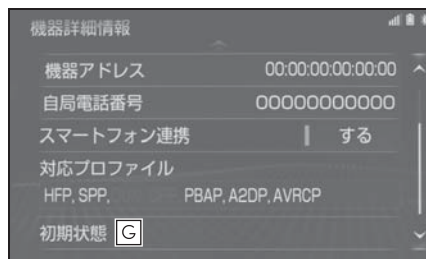 機器詳細情報
機器アドレス 00:00:00:00:00:00
自局電話番号 00000000000
スマートフォン連携 する
対応プロファイル
HFP, SPP, PBAP, A2DP, AVRCP
初期状態 G